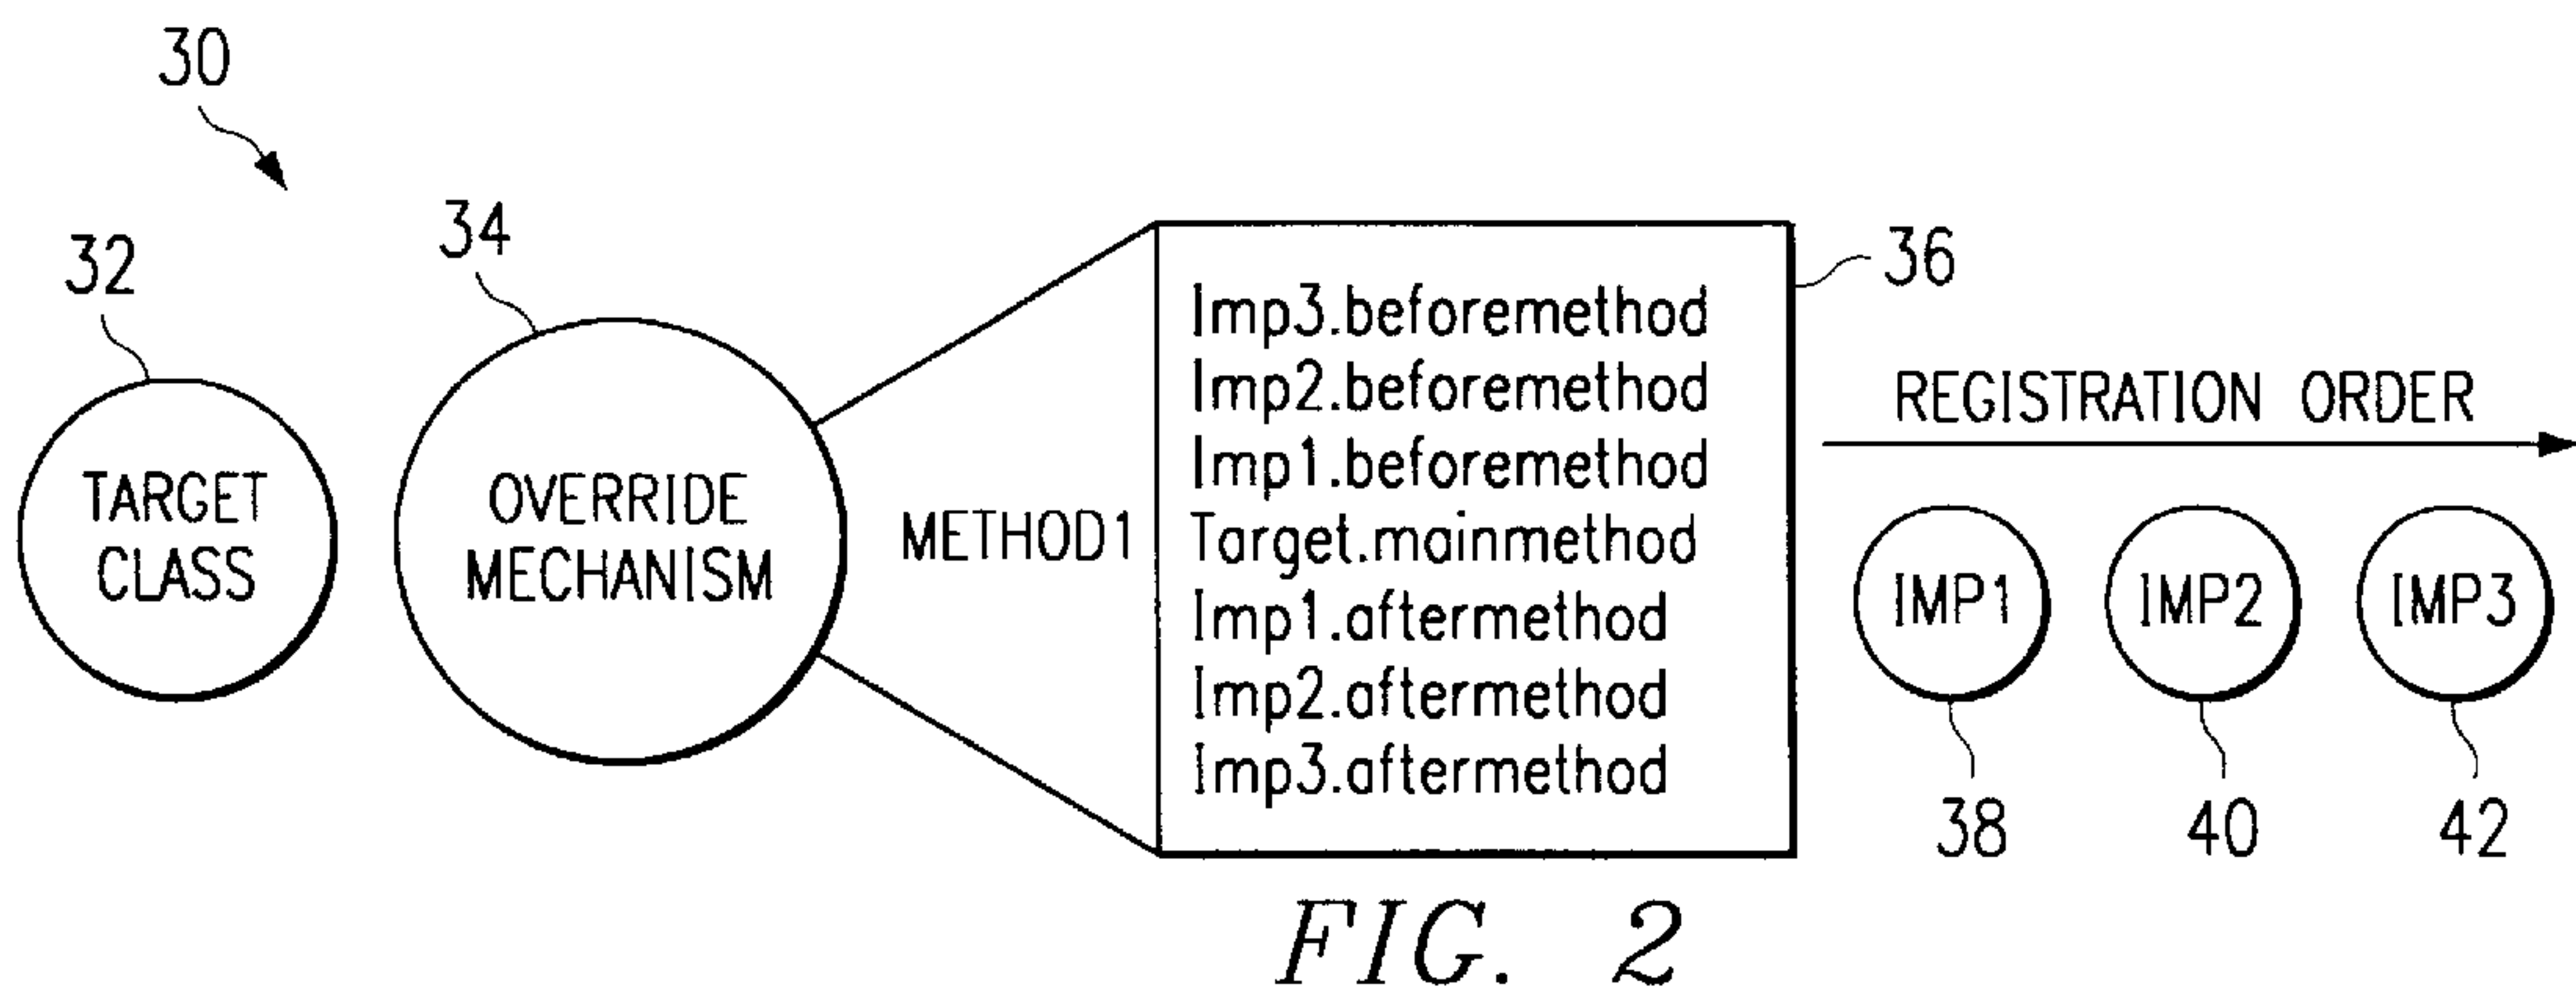 30
32
34
36
TARGET
CLASS
OVERRIDE
MECHANISM
METHOD1
Imp3.beforemethod
Imp2.beforemethod
Imp1.beforemethod
Target.mainmethod
Imp1.aftermethod
Imp2.aftermethod
Imp3.aftermethod
REGISTRATION ORDER
IMP1
IMP2
IMP3
38
40
42
FIG. 2